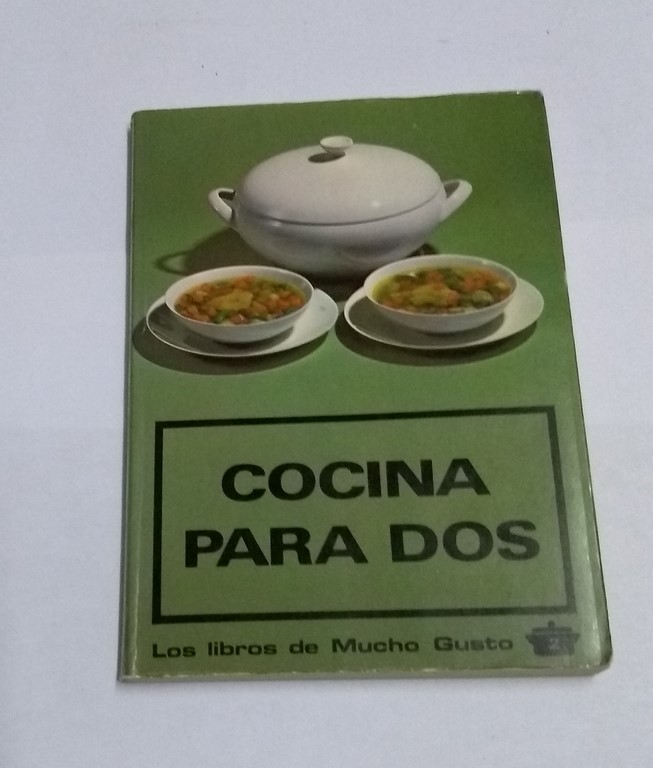 COCINA
PARA DOS
Los libros de Mucho Gusto 2